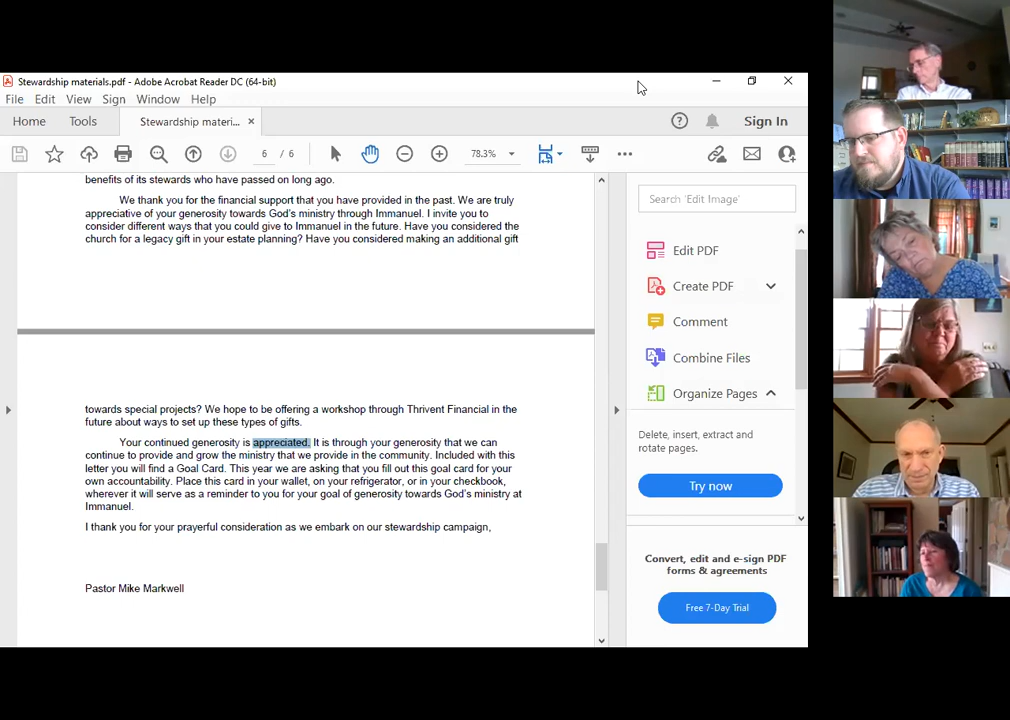 Stewardship materials.pdf - Adobe Acrobat Reader DC (64-bit)
File Edit View Sign Window Help
Home Tools Stewardship materi... × Sign In
6 / 6 78.3%
benefits of its stewards who have passed on long ago.
We thank you for the financial support that you have provided in the past. We are truly
appreciative of your generosity towards God's ministry through Immanuel. I invite you to
consider different ways that you could give to Immanuel in the future. Have you considered the
church for a legacy gift in your estate planning? Have you considered making an additional gift
towards special projects? We hope to be offering a workshop through Thrivent Financial in the
future about ways to set up these types of gifts.
Your continued generosity is appreciated. It is through your generosity that we can
continue to provide and grow the ministry that we provide in the community. Included with this
letter you will find a Goal Card. This year we are asking that you fill out this goal card for your
own accountability. Place this card in your wallet, on your refrigerator, or in your checkbook,
wherever it will serve as a reminder to you for your goal of generosity towards God's ministry at
Immanuel.
I thank you for your prayerful consideration as we embark on our stewardship campaign,
Pastor Mike Markwell
Search 'Edit Image'
Edit PDF
Create PDF
Comment
Combine Files
Organize Pages
Delete, insert, extract and
rotate pages.
Try now
Convert, edit and e-sign PDF
forms & agreements
Free 7-Day Trial